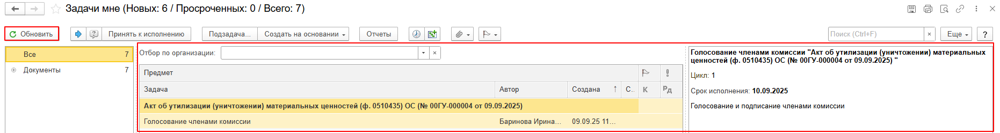 Задачи мне (Новых: 6 / Просроченных: 0 / Всего: 7)
Обновить
Принять к исполнению
Подзадача...
Создать на основании
Отчеты
Поиск (Ctrl+F)
×
Еще
?
Все 7
Документы 7
Отбор по организации:
Предмет
Задача Автор Создана ↑ С.. К Рд
Акт об утилизации (уничтожении) материальных ценностей (ф. 0510435) ОС (№ 00ГУ-000004 от 09.09.2025)
Голосование членами комиссии Баринова Ирина... 09.09.25 11...
Голосование членами комиссии "Акт об утилизации (уничтожении) материальных
ценностей (ф. 0510435) ОС (№ 00ГУ-000004 от 09.09.2025) "
Цикл: 1
Срок исполнения: 10.09.2025
Голосование и подписание членами комиссии